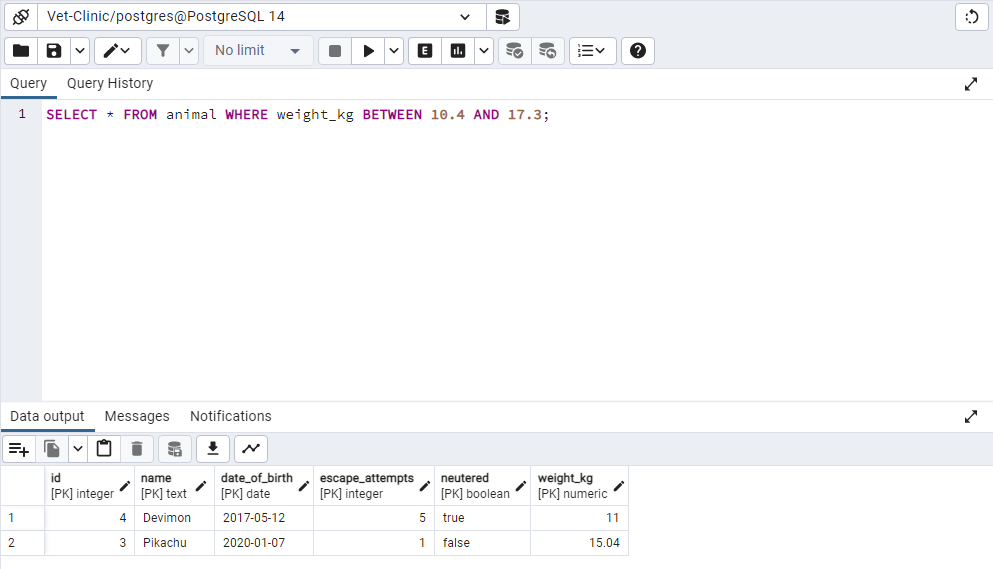 Vet-Clinic/postgres@PostgreSQL 14
No limit
E
Query Query History
1 SELECT * FROM animal WHERE weight_kg BETWEEN 10.4 AND 17.3;
Data output Messages Notifications
id name date_of_birth escape_attempts neutered weight_kg
[PK] integer [PK] text [PK] date [PK] integer [PK] boolean [PK] numeric
1 4 Devimon 2017-05-12 5 true 11
2 3 Pikachu 2020-01-07 1 false 15.04